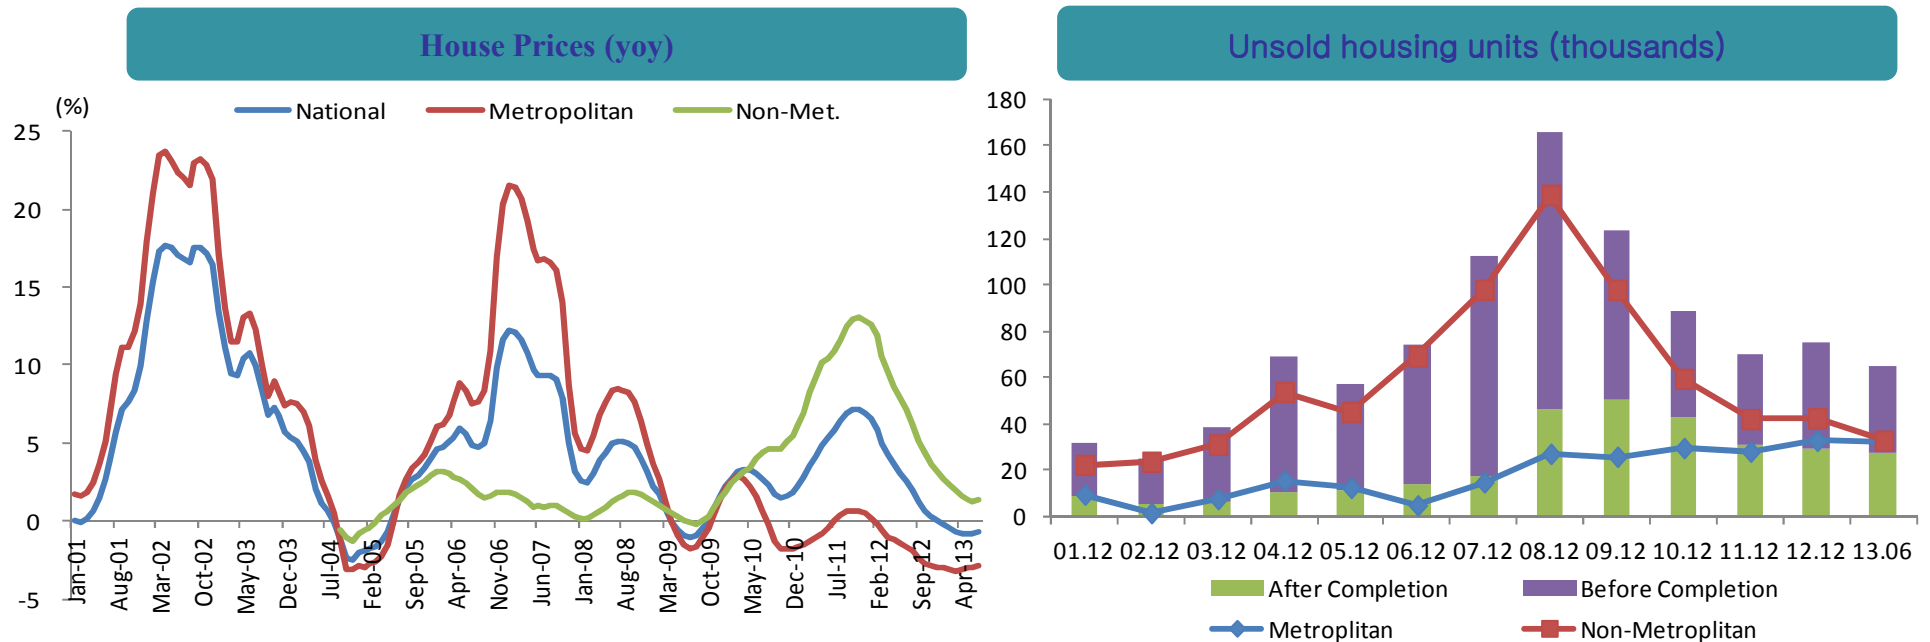 House Prices (yoy)
(%)
National
Metropolitan
Non-Met.
25
20
15
10
5
0
-5
Jan-01
Aug-01
Mar-02
Oct-02
May-03
Dec-03
Jul-04
Feb-05
Sep-05
Apr-06
Nov-06
Jun-07
Jan-08
Aug-08
Mar-09
Oct-09
May-10
Dec-10
Jul-11
Feb-12
Sep-12
Apr-13
Unsold housing units (thousands)
180
160
140
120
100
80
60
40
20
0
01.12 02.12 03.12 04.12 05.12 06.12 07.12 08.12 09.12 10.12 11.12 12.12 13.06
After Completion
Before Completion
Metroplitan
Non-Metroplitan